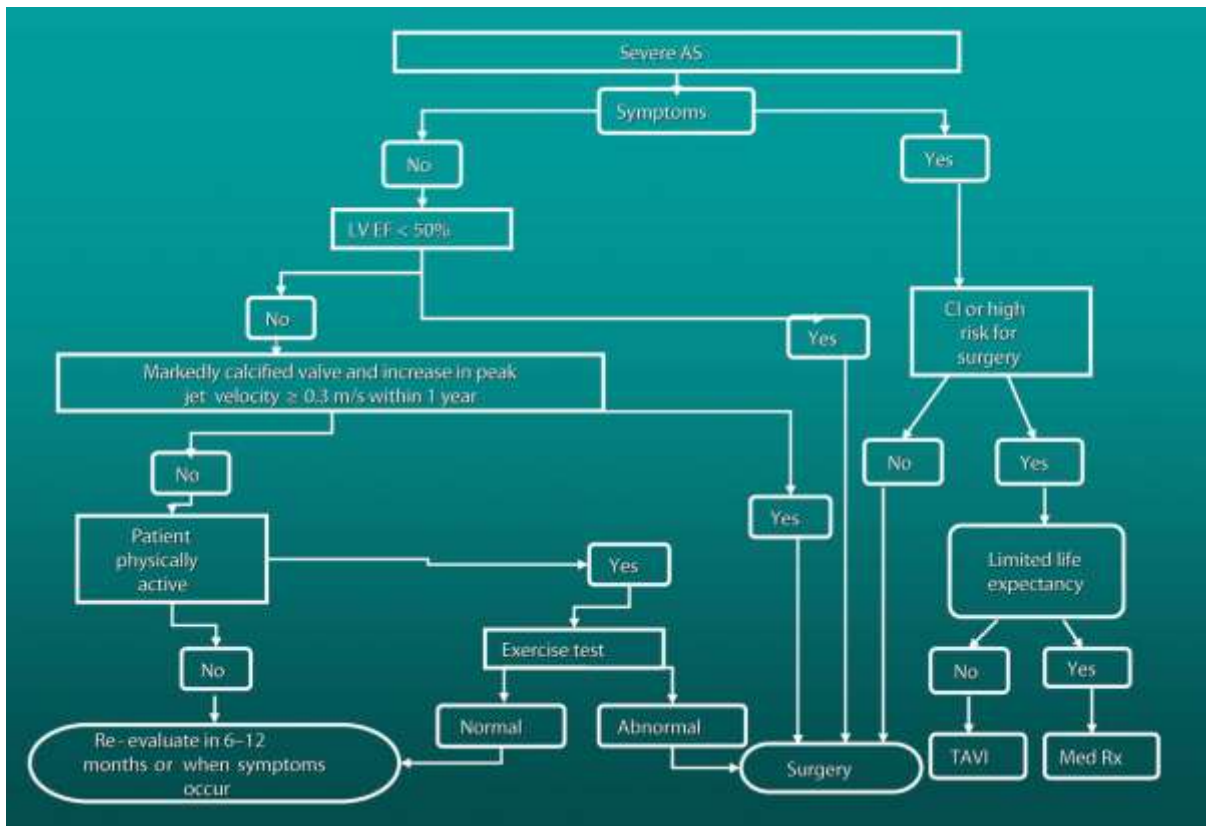 Severe AS
Symptoms
No
Yes
LV EF < 50%
No
Yes
CI or high
risk for
surgery
Markedly calcified valve and increase in peak
jet velocity ≥ 0.3 m/s within 1 year
No
Yes
No
Yes
Patient
physically
active
Yes
Limited life
expectancy
No
Exercise test
No
Yes
Normal
Abnormal
Re-evaluate in 6–12
months or when symptoms
occur
Surgery
TAVI
Med Rx